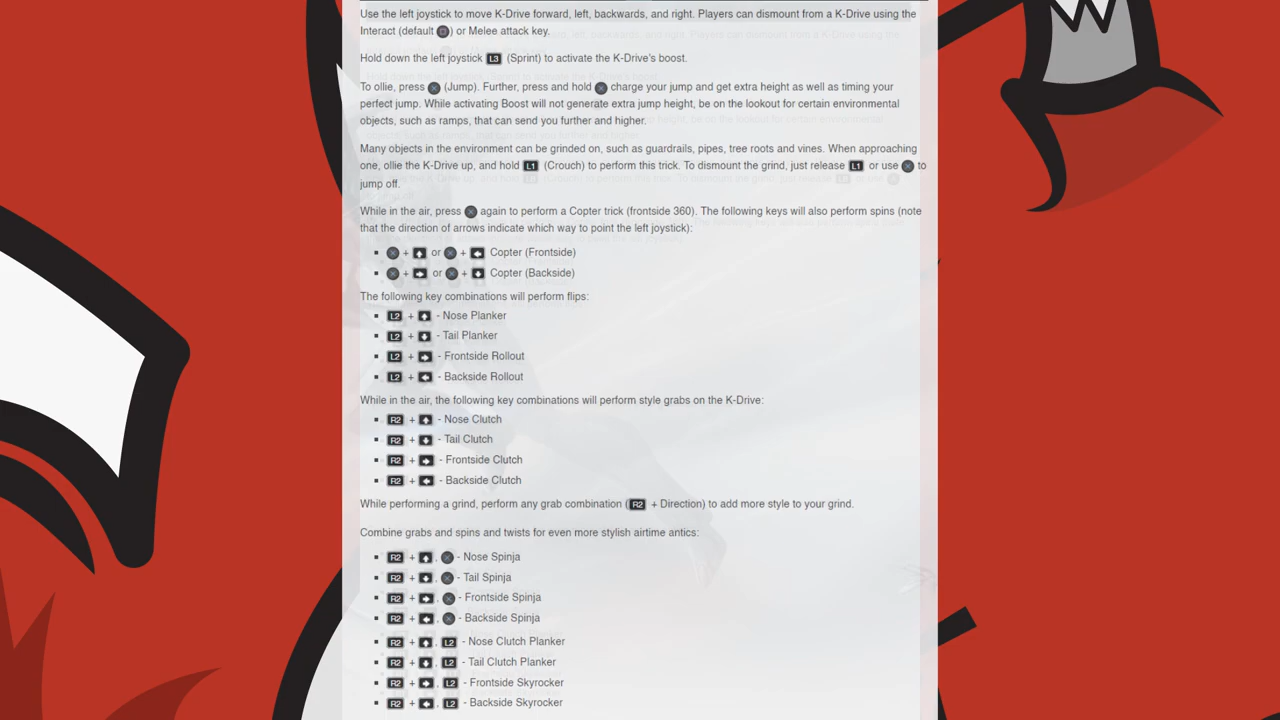 Use the left joystick to move K-Drive forward, left, backwards, and right. Players can dismount from a K-Drive using the
Interact (default ) or Melee attack key.
Hold down the left joystick L3 (Sprint) to activate the K-Drive's boost.
To ollie, press (Jump). Further, press and hold charge your jump and get extra height as well as timing your
perfect jump. While activating Boost will not generate extra jump height, be on the lookout for certain environmental
objects, such as ramps, that can send you further and higher.
Many objects in the environment can be grinded on, such as guardrails, pipes, tree roots and vines. When approaching
one, ollie the K-Drive up, and hold L1 (Crouch) to perform this trick. To dismount the grind, just release L1 or use to
jump off.
While in the air, press again to perform a Copter trick (frontside 360). The following keys will also perform spins (note
that the direction of arrows indicate which way to point the left joystick):
+ or + Copter (Frontside)
+ or + Copter (Backside)
The following key combinations will perform flips:
L2 + - Nose Planker
L2 + - Tail Planker
L2 + - Frontside Rollout
L2 + - Backside Rollout
While in the air, the following key combinations will perform style grabs on the K-Drive:
R2 + - Nose Clutch
R2 + - Tail Clutch
R2 + - Frontside Clutch
R2 + - Backside Clutch
While performing a grind, perform any grab combination (R2 + Direction) to add more style to your grind.
Combine grabs and spins and twists for even more stylish airtime antics:
R2 + , - Nose Spinja
R2 + , - Tail Spinja
R2 + , - Frontside Spinja
R2 + , - Backside Spinja
R2 + , L2 - Nose Clutch Planker
R2 + , L2 - Tail Clutch Planker
R2 + , L2 - Frontside Skyrocker
R2 + , L2 - Backside Skyrocker